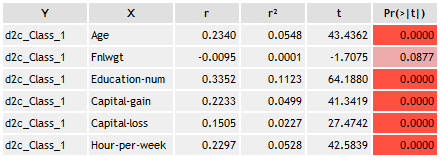 Y X r r² t Pr(>|t|)
d2c_Class_1 Age 0.2340 0.0548 43.4362 0.0000
d2c_Class_1 Fnlwgt -0.0095 0.0001 -1.7075 0.0877
d2c_Class_1 Education-num 0.3352 0.1123 64.1880 0.0000
d2c_Class_1 Capital-gain 0.2233 0.0499 41.3419 0.0000
d2c_Class_1 Capital-loss 0.1505 0.0227 27.4742 0.0000
d2c_Class_1 Hour-per-week 0.2297 0.0528 42.5839 0.0000